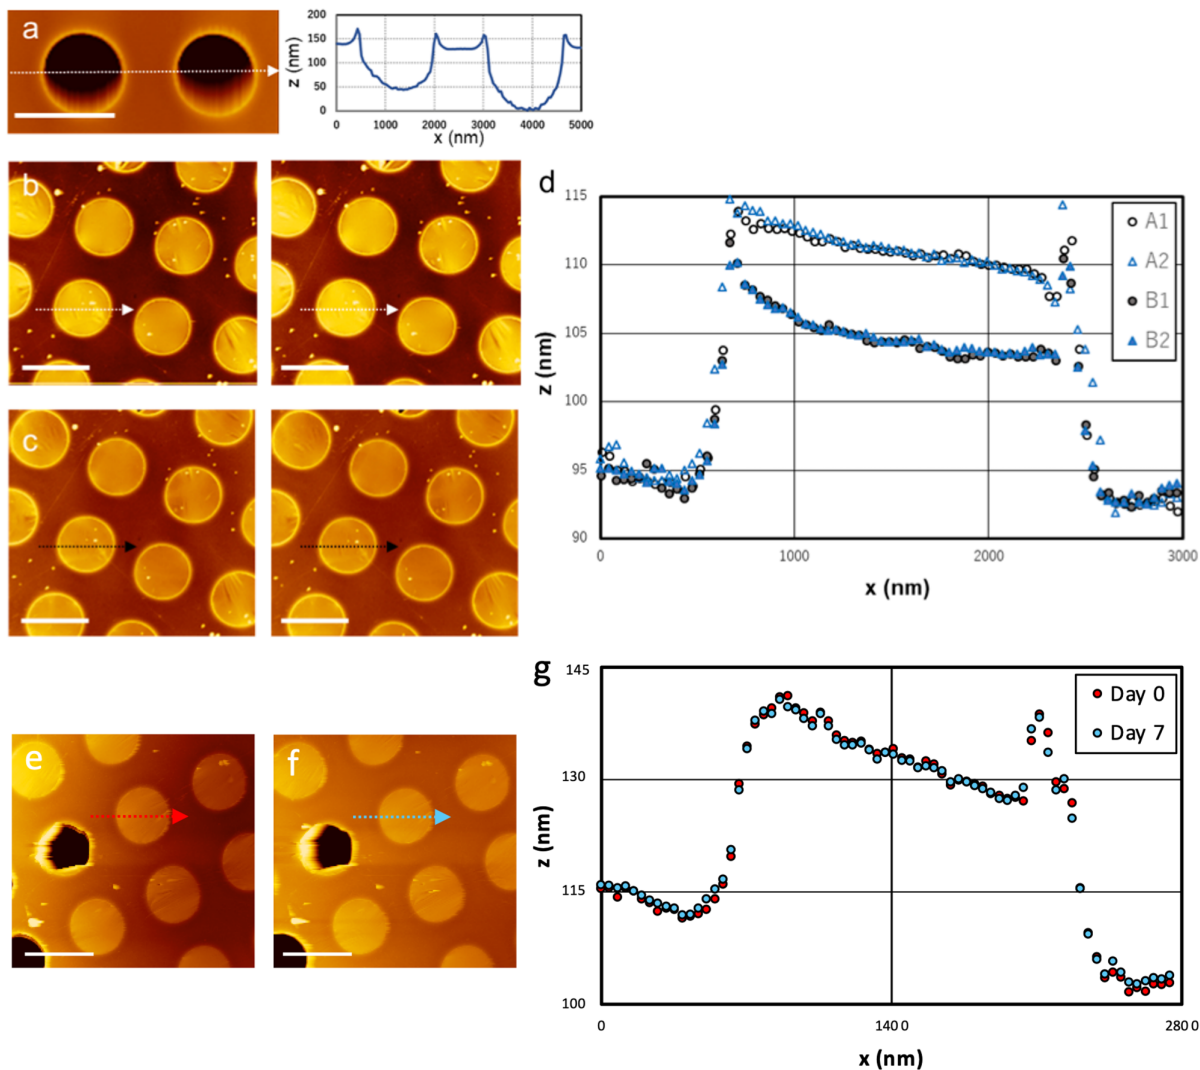 a
200
150
100
50
0
z (nm)
0 1000 2000 3000 4000 5000
x (nm)
b
c
d
115
110
105
100
95
90
z (nm)
0 1000 2000 3000
x (nm)
A1
A2
B1
B2
e
f
g
145
130
115
100
z (nm)
0 1400 2800
x (nm)
Day 0
Day 7